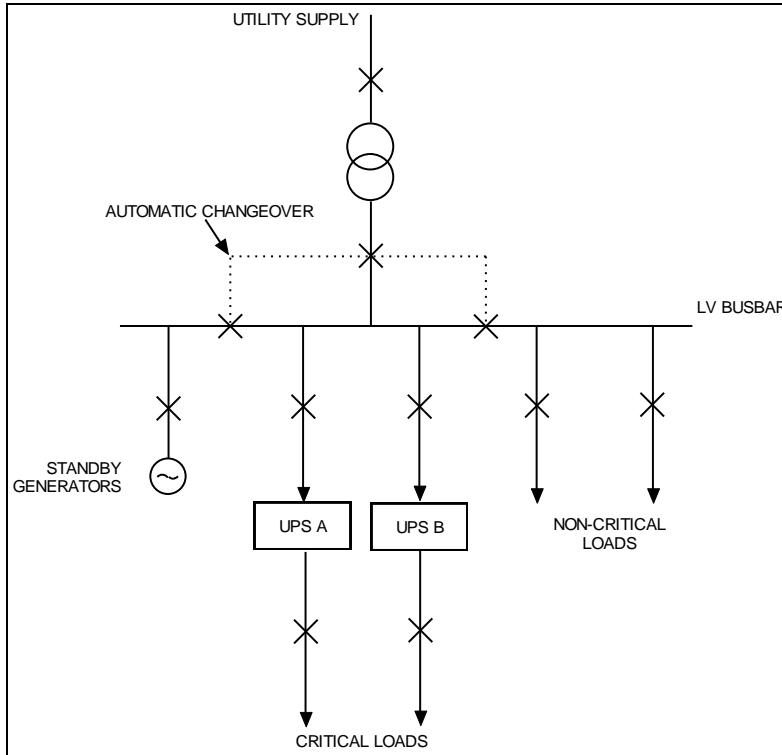 UTILITY SUPPLY
AUTOMATIC CHANGEOVER
LV BUSBAR
STANDBY
GENERATORS
UPS A
UPS B
NON-CRITICAL
LOADS
CRITICAL LOADS